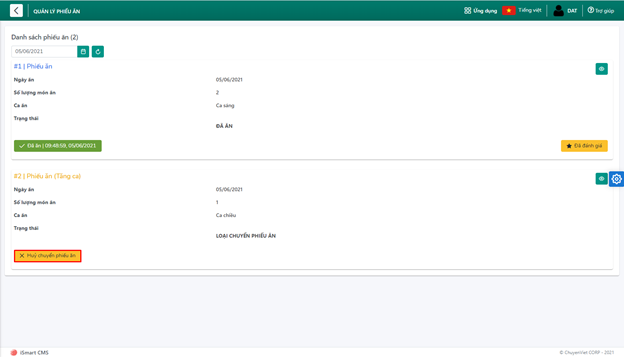 QUẢN LÝ PHIẾU ĂN
Ứng dụng
Tiếng việt
DAT
Trợ giúp
Danh sách phiếu ăn (2)
05/06/2021
#1 | Phiếu ăn
Ngày ăn 05/06/2021
Số lượng món ăn 2
Ca ăn Ca sáng
Trạng thái
ĐÃ ĂN
Đã ăn | 09:48:59, 05/06/2021
Đã đánh giá
#2 | Phiếu ăn (Tăng ca)
Ngày ăn 05/06/2021
Số lượng món ăn 1
Ca ăn Ca chiều
Trạng thái
LOẠI CHUYỂN PHIẾU ĂN
Huỷ chuyển phiếu ăn
iSmart CMS
© ChuyenViet CORP - 2021